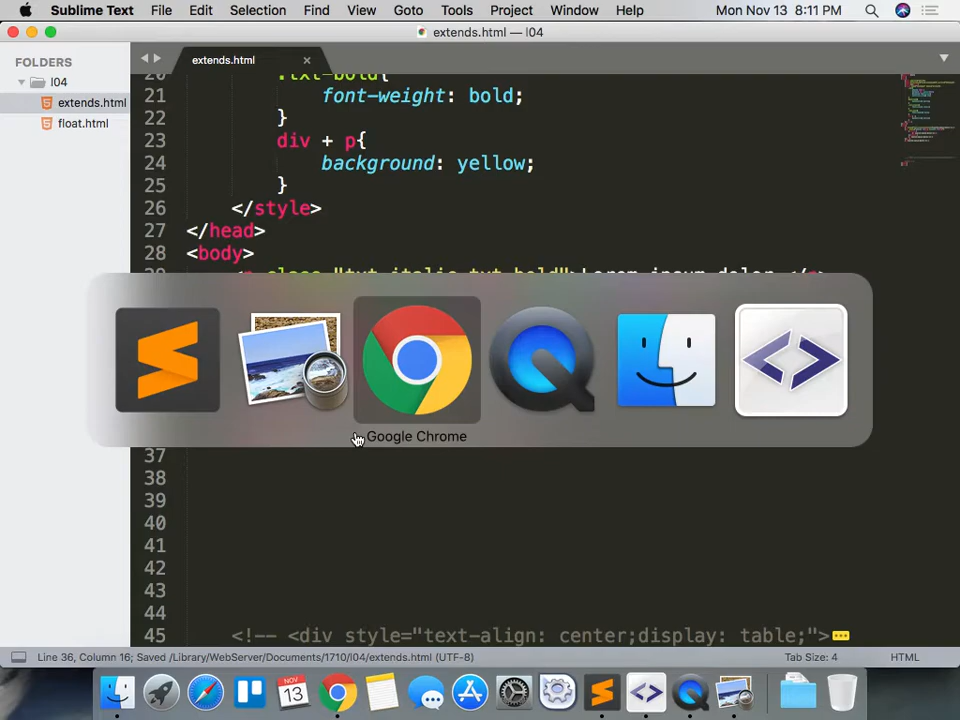 Sublime Text File Edit Selection Find View Goto Tools Project Window Help Mon Nov 13 8:11 PM
extends.html — l04
FOLDERS
l04
extends.html
float.html
extends.html ×
20 .txt-bold{
21 font-weight: bold;
22 }
23 div + p{
24 background: yellow;
25 }
26 </style>
27 </head>
28 <body>
Google Chrome
37
38
39
40
41
42
43
44
45 <!-- <div style="text-align: center;display: table;">
Line 36, Column 16; Saved /Library/WebServer/Documents/1710/l04/extends.html (UTF-8) Tab Size: 4 HTML
NOV
13